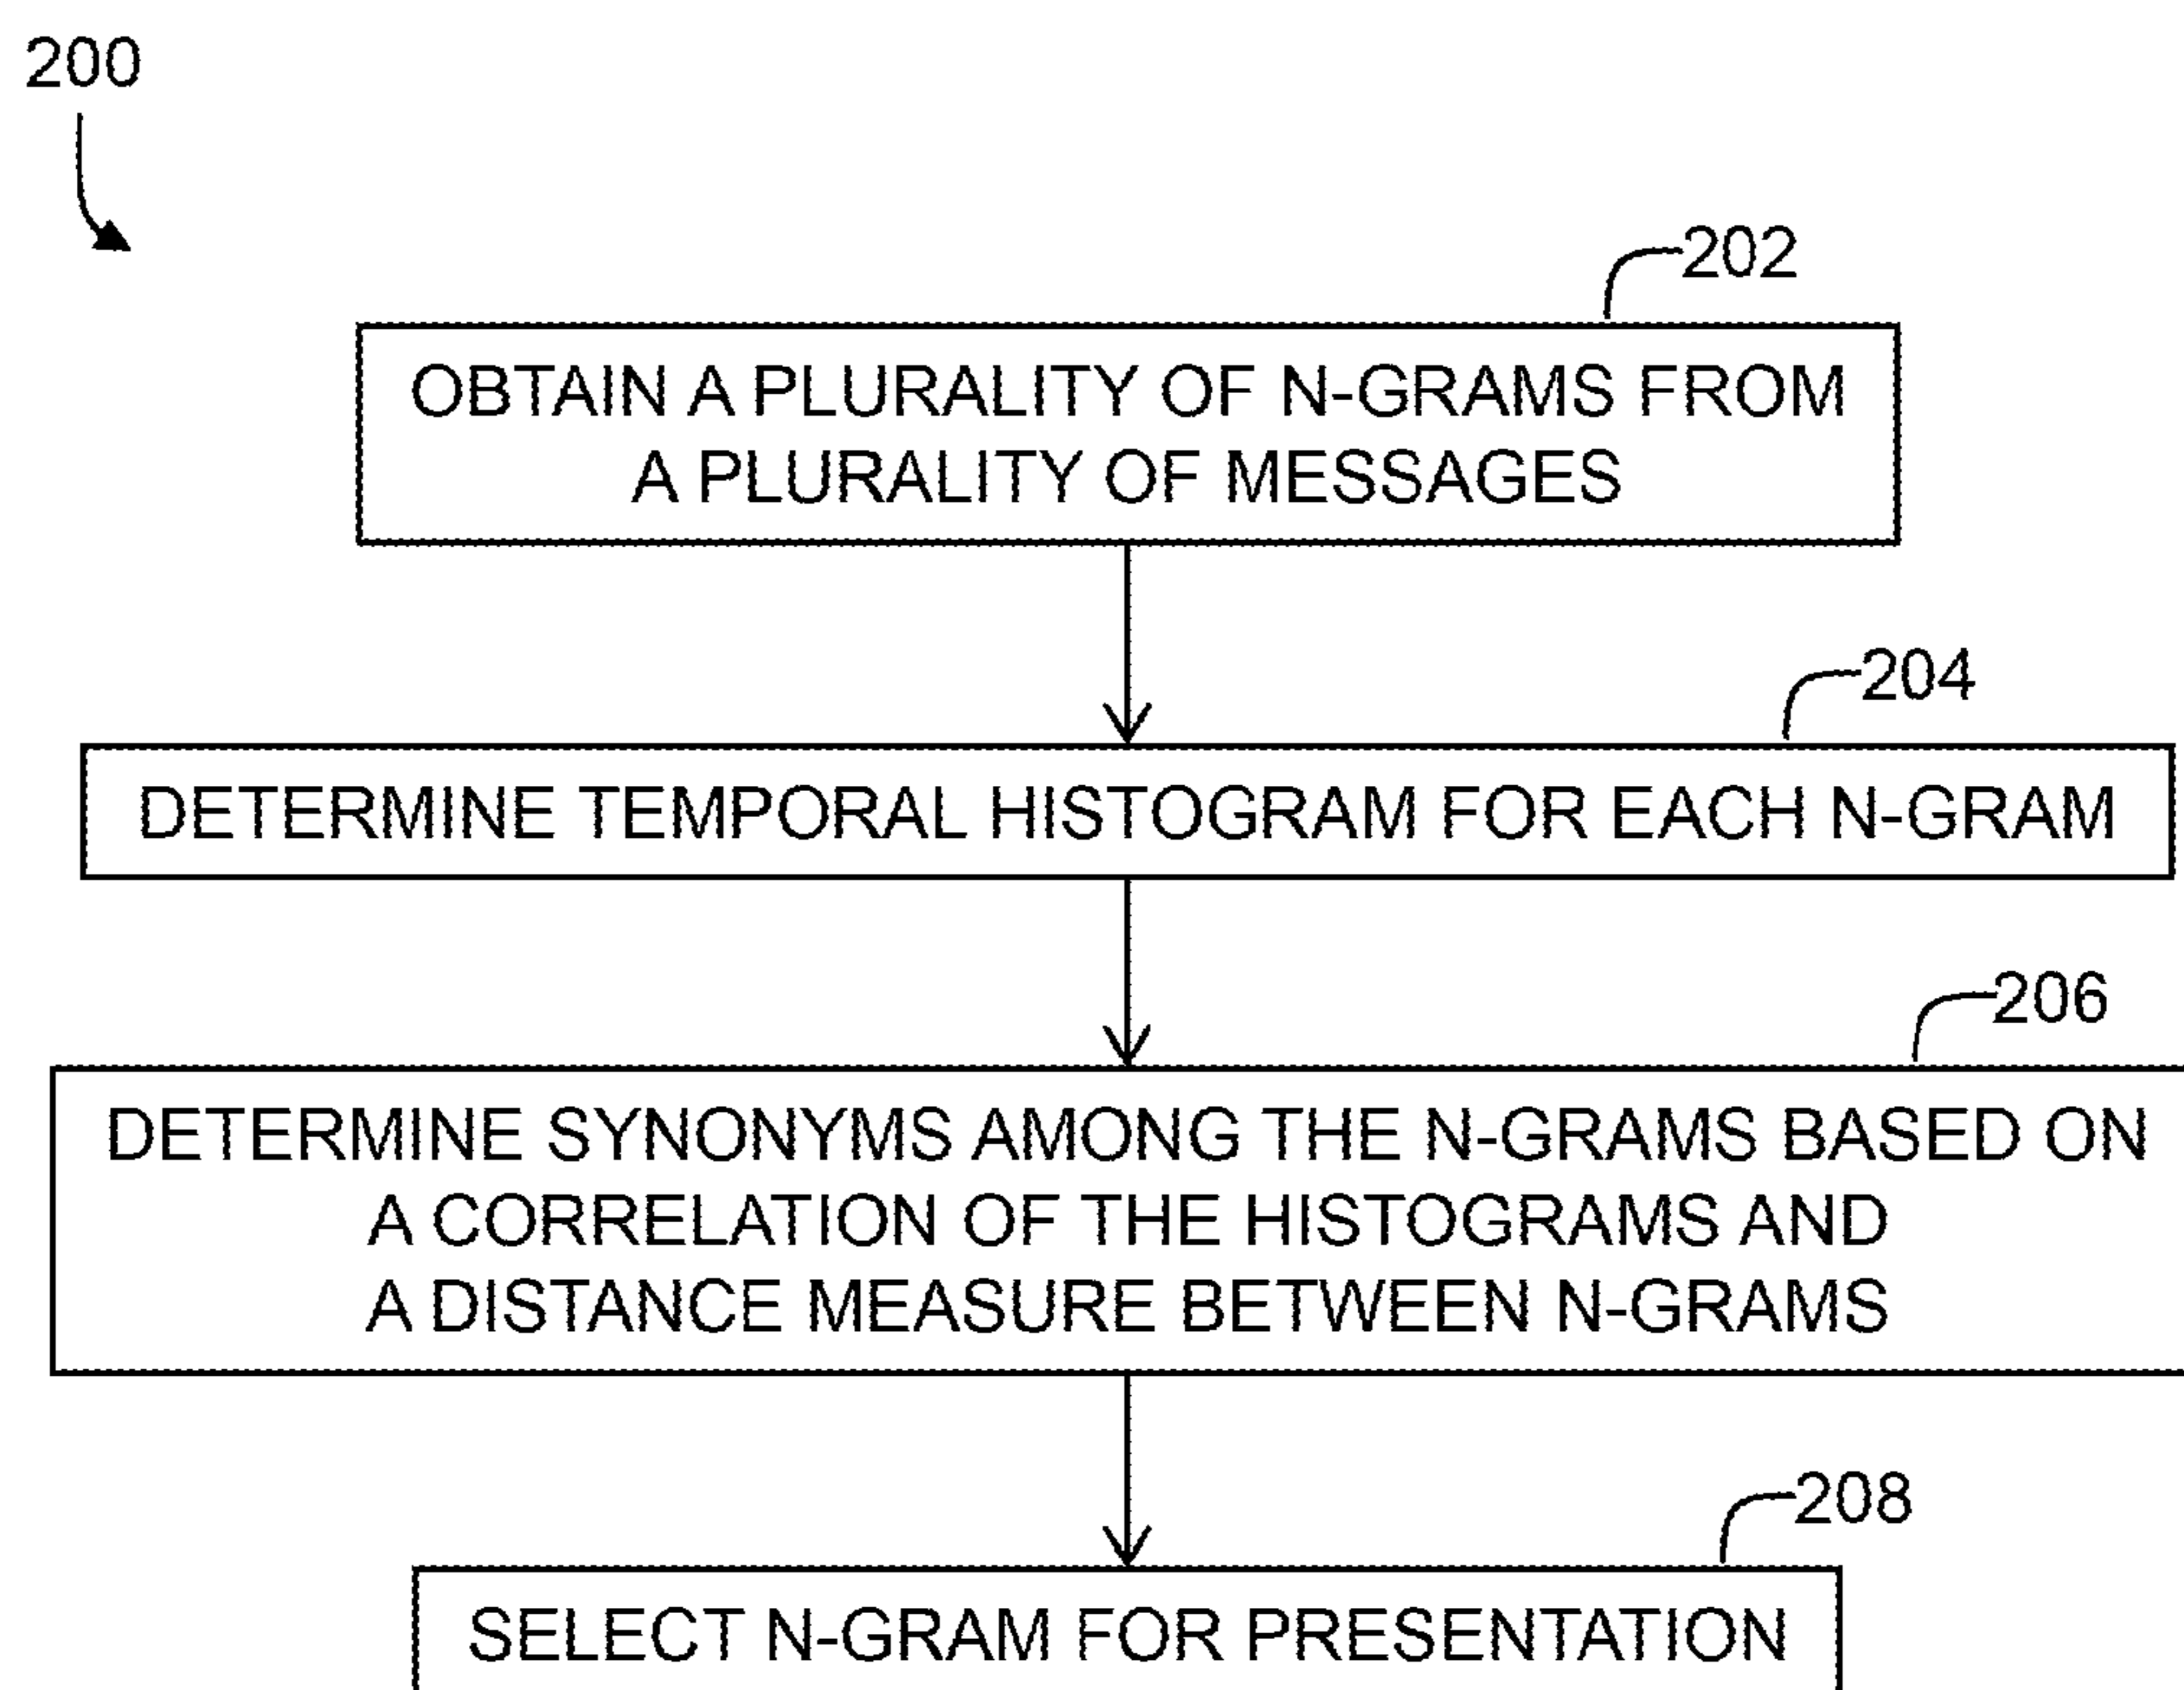 200
202
OBTAIN A PLURALITY OF N-GRAMS FROM
A PLURALITY OF MESSAGES
204
DETERMINE TEMPORAL HISTOGRAM FOR EACH N-GRAM
206
DETERMINE SYNONYMS AMONG THE N-GRAMS BASED ON
A CORRELATION OF THE HISTOGRAMS AND
A DISTANCE MEASURE BETWEEN N-GRAMS
208
SELECT N-GRAM FOR PRESENTATION